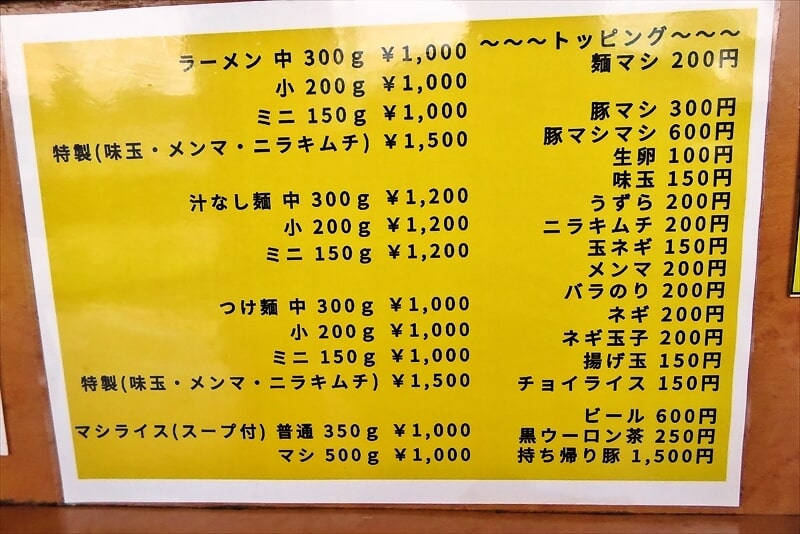 ラーメン 中 300g ￥1,000
小 200g ￥1,000
ミニ 150g ￥1,000
特製(味玉・メンマ・ニラキムチ) ￥1,500
汁なし麺 中 300g ￥1,200
小 200g ￥1,200
ミニ 150g ￥1,200
つけ麺 中 300g ￥1,000
小 200g ￥1,000
ミニ 150g ￥1,000
特製(味玉・メンマ・ニラキムチ) ￥1,500
マシライス(スープ付) 普通 350g ￥1,000
マシ 500g ￥1,000
～～～トッピング～～～
麺マシ 200円
豚マシ 300円
豚マシマシ 600円
生卵 100円
味玉 150円
うずら 200円
ニラキムチ 200円
玉ネギ 150円
メンマ 200円
バラのり 200円
ネギ 200円
ネギ玉子 200円
揚げ玉 150円
チョイライス 150円
ビール 600円
黒ウーロン茶 250円
持ち帰り豚 1,500円